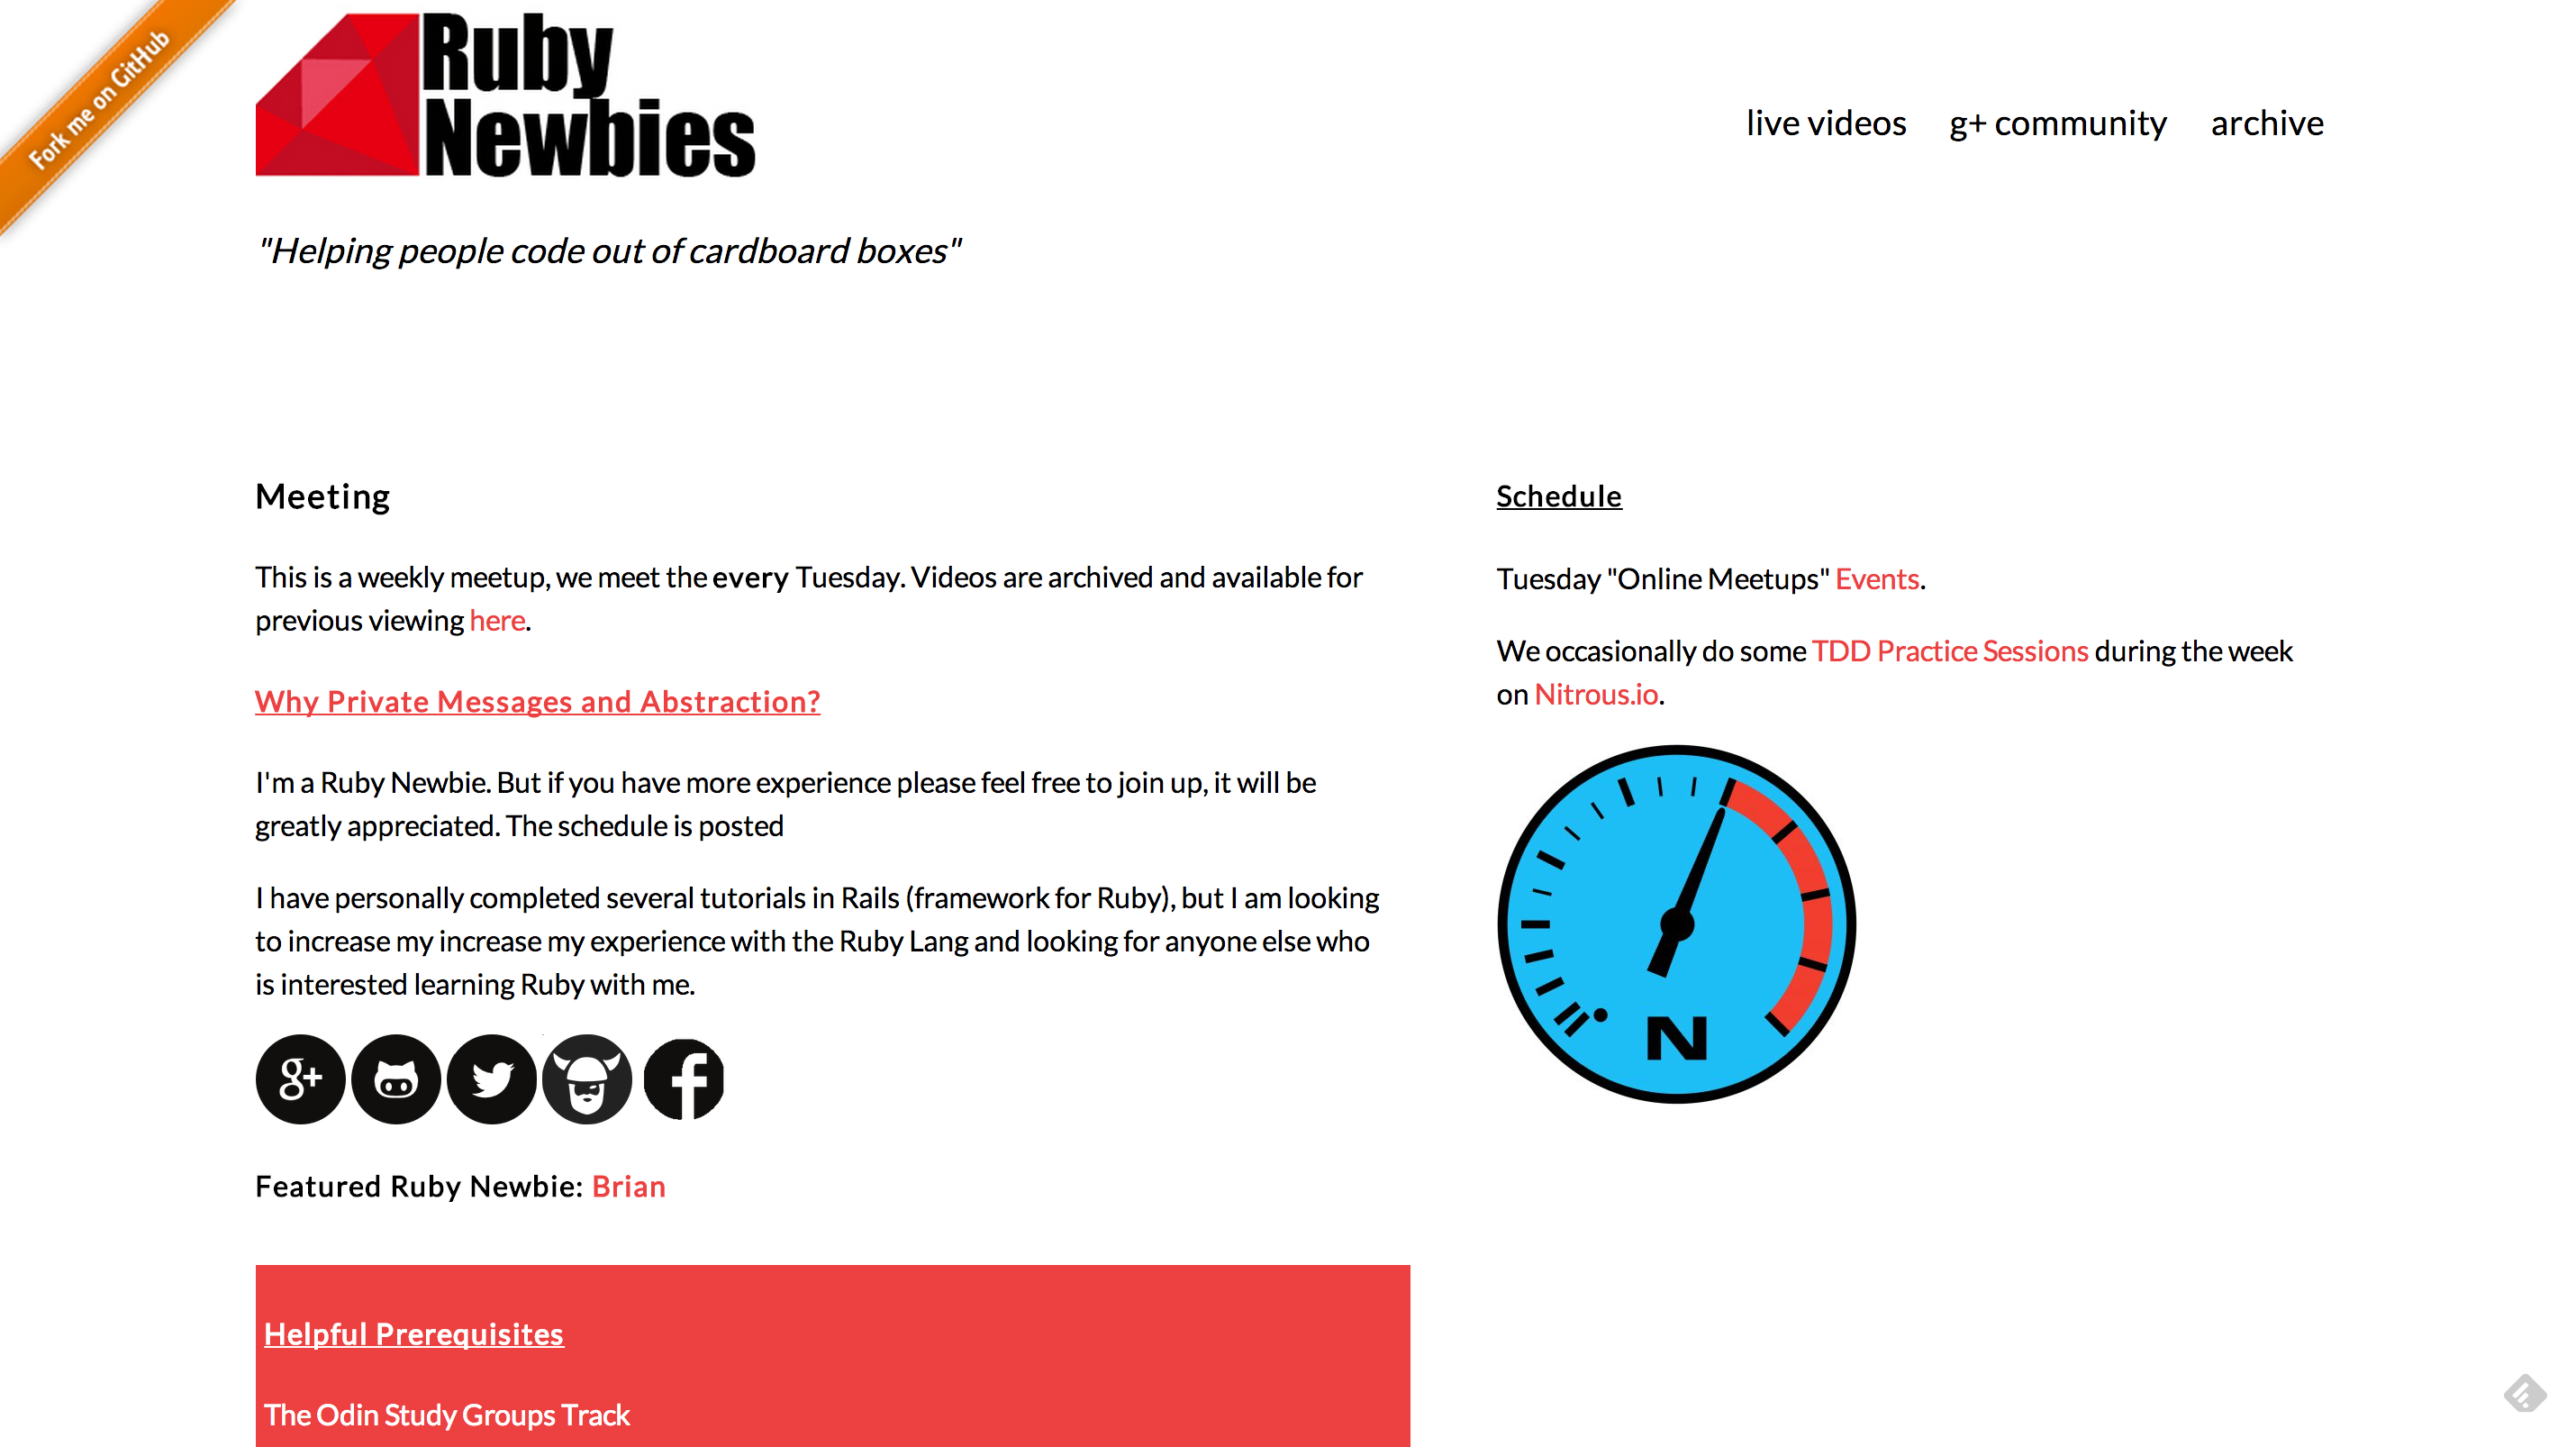 Fork me on GitHub
Ruby
Newbies
live videos g+ community archive
"Helping people code out of cardboard boxes"
Meeting
This is a weekly meetup, we meet the every Tuesday. Videos are archived and available for
previous viewing here.
Why Private Messages and Abstraction?
I'm a Ruby Newbie. But if you have more experience please feel free to join up, it will be
greatly appreciated. The schedule is posted
I have personally completed several tutorials in Rails (framework for Ruby), but I am looking
to increase my increase my experience with the Ruby Lang and looking for anyone else who
is interested learning Ruby with me.
g+
f
Featured Ruby Newbie: Brian
Helpful Prerequisites
The Odin Study Groups Track
Schedule
Tuesday "Online Meetups" Events.
We occasionally do some TDD Practice Sessions during the week
on Nitrous.io.
N